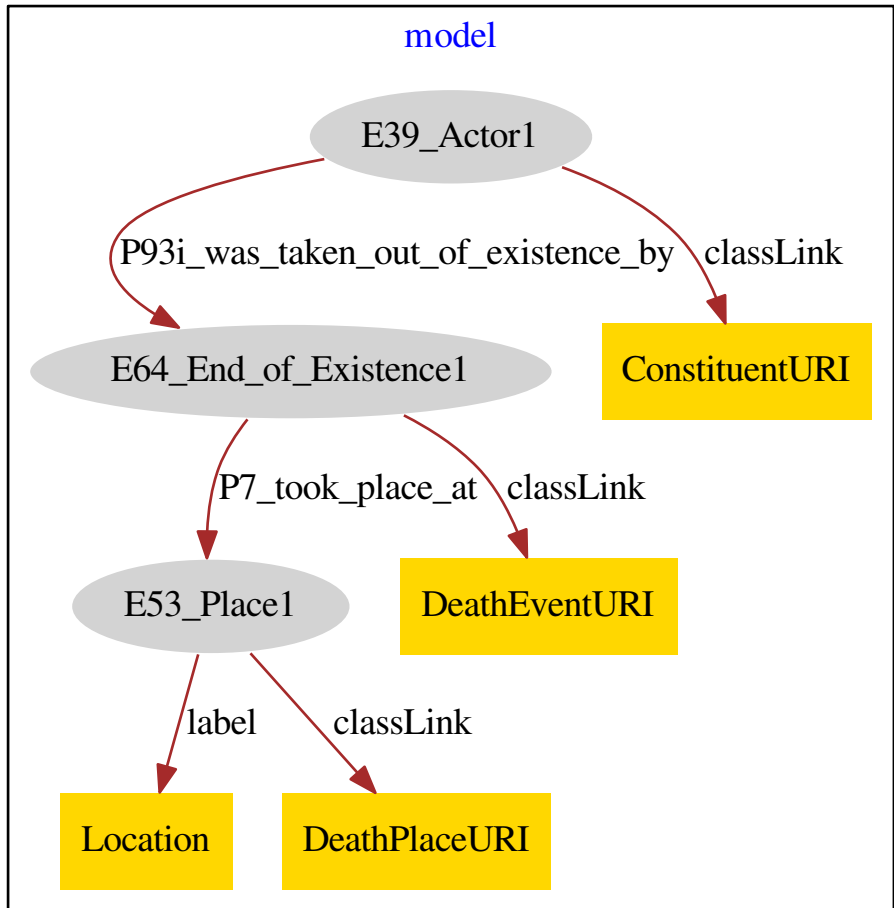 model
E39_Actor1
P93i_was_taken_out_of_existence_by classLink
E64_End_of_Existence1 ConstituentURI
P7_took_place_at classLink
E53_Place1 DeathEventURI
label classLink
Location DeathPlaceURI